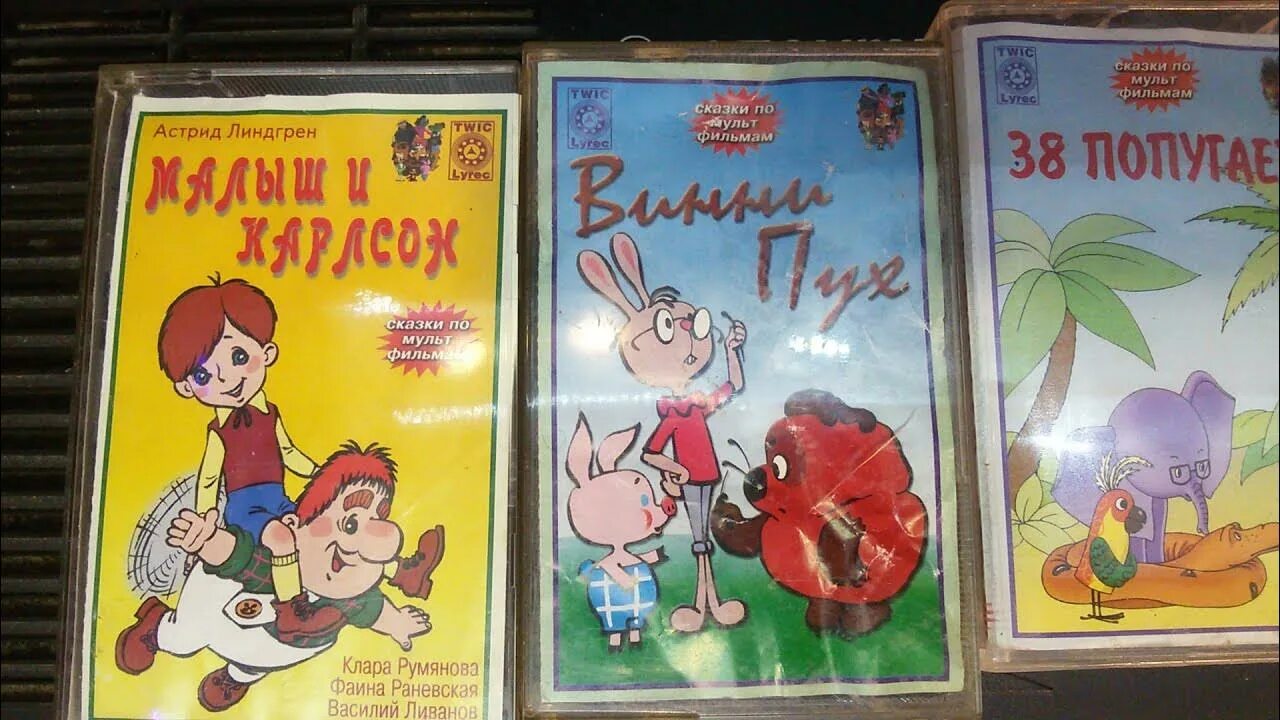 Астрид Линдгрен
TWIC
Lyrec
МАЛЫШ И
КАРЛСОН
сказки по
мульт
фильмам
Клара Румянова
Фаина Раневская
Василий Ливанов
TWIC
Lyrec
сказки по
мульт
фильмам
Винни
Пух
TWIC
Lyrec
сказки по
мульт
фильмам
38 ПОПУГАЕ